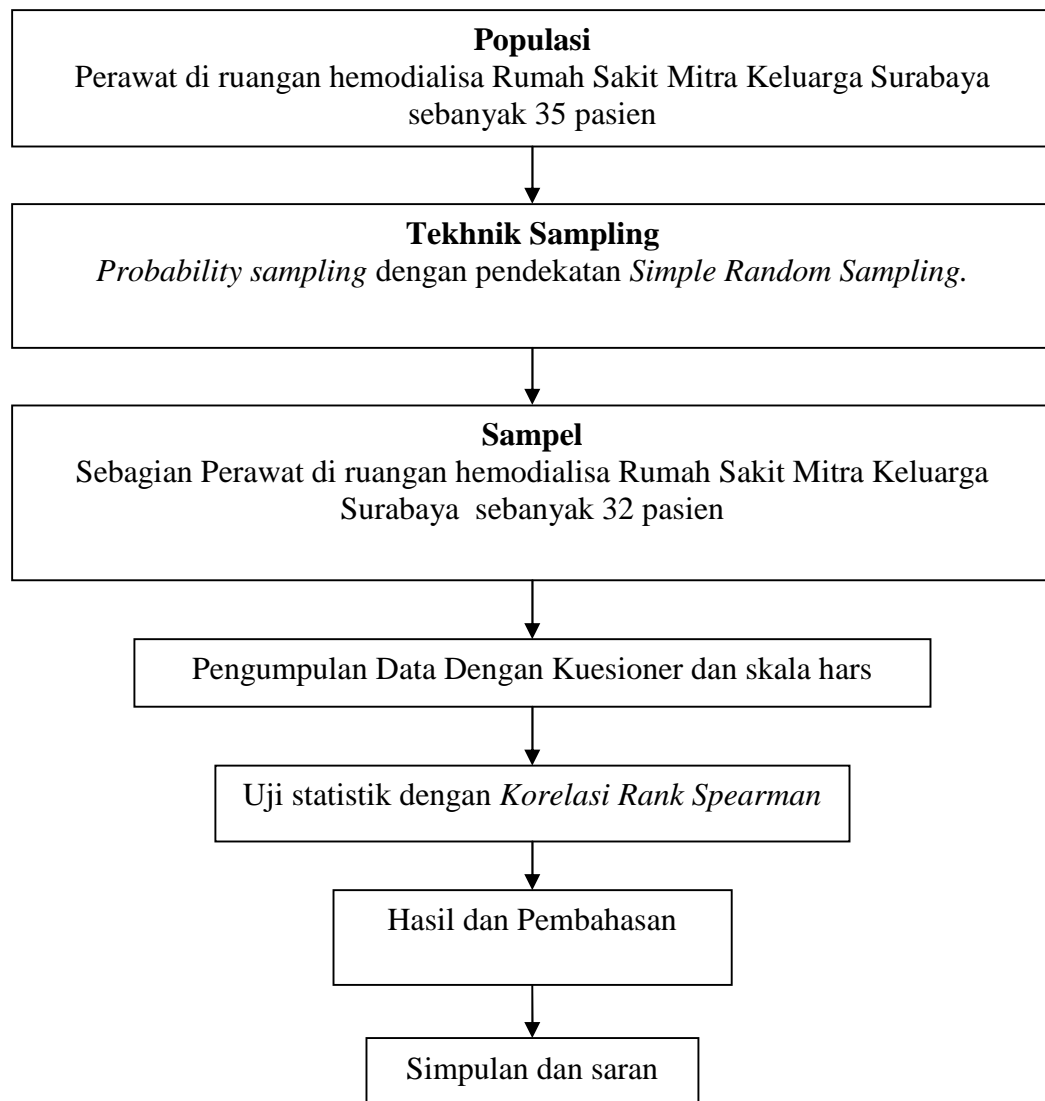 Populasi
Perawat di ruangan hemodialisa Rumah Sakit Mitra Keluarga Surabaya
sebanyak 35 pasien
Tekhnik Sampling
Probability sampling dengan pendekatan Simple Random Sampling.
Sampel
Sebagian Perawat di ruangan hemodialisa Rumah Sakit Mitra Keluarga
Surabaya sebanyak 32 pasien
Pengumpulan Data Dengan Kuesioner dan skala hars
Uji statistik dengan Korelasi Rank Spearman
Hasil dan Pembahasan
Simpulan dan saran